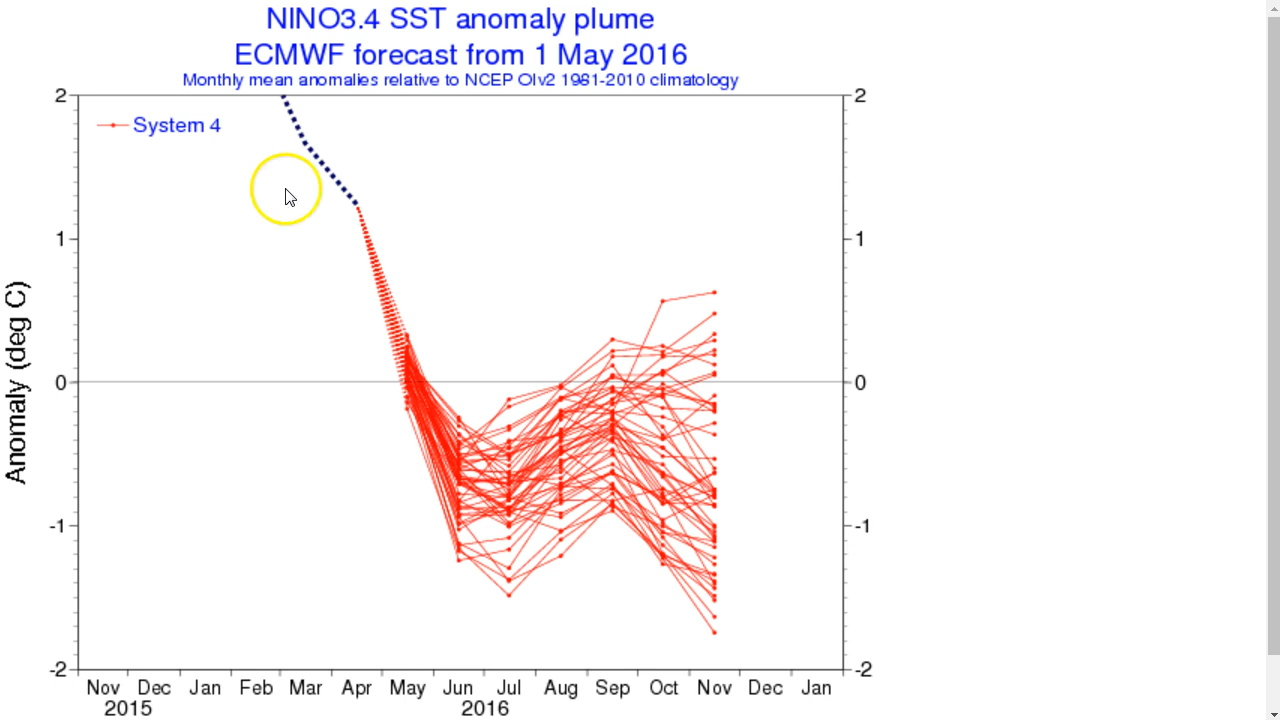 NINO3.4 SST anomaly plume
ECMWF forecast from 1 May 2016
Monthly mean anomalies relative to NCEP OIv2 1981-2010 climatology
2 2
System 4
1 1
Anomaly (deg C)
0 0
-1 -1
-2 -2
Nov Dec Jan Feb Mar Apr May Jun Jul Aug Sep Oct Nov Dec Jan
2015 2016